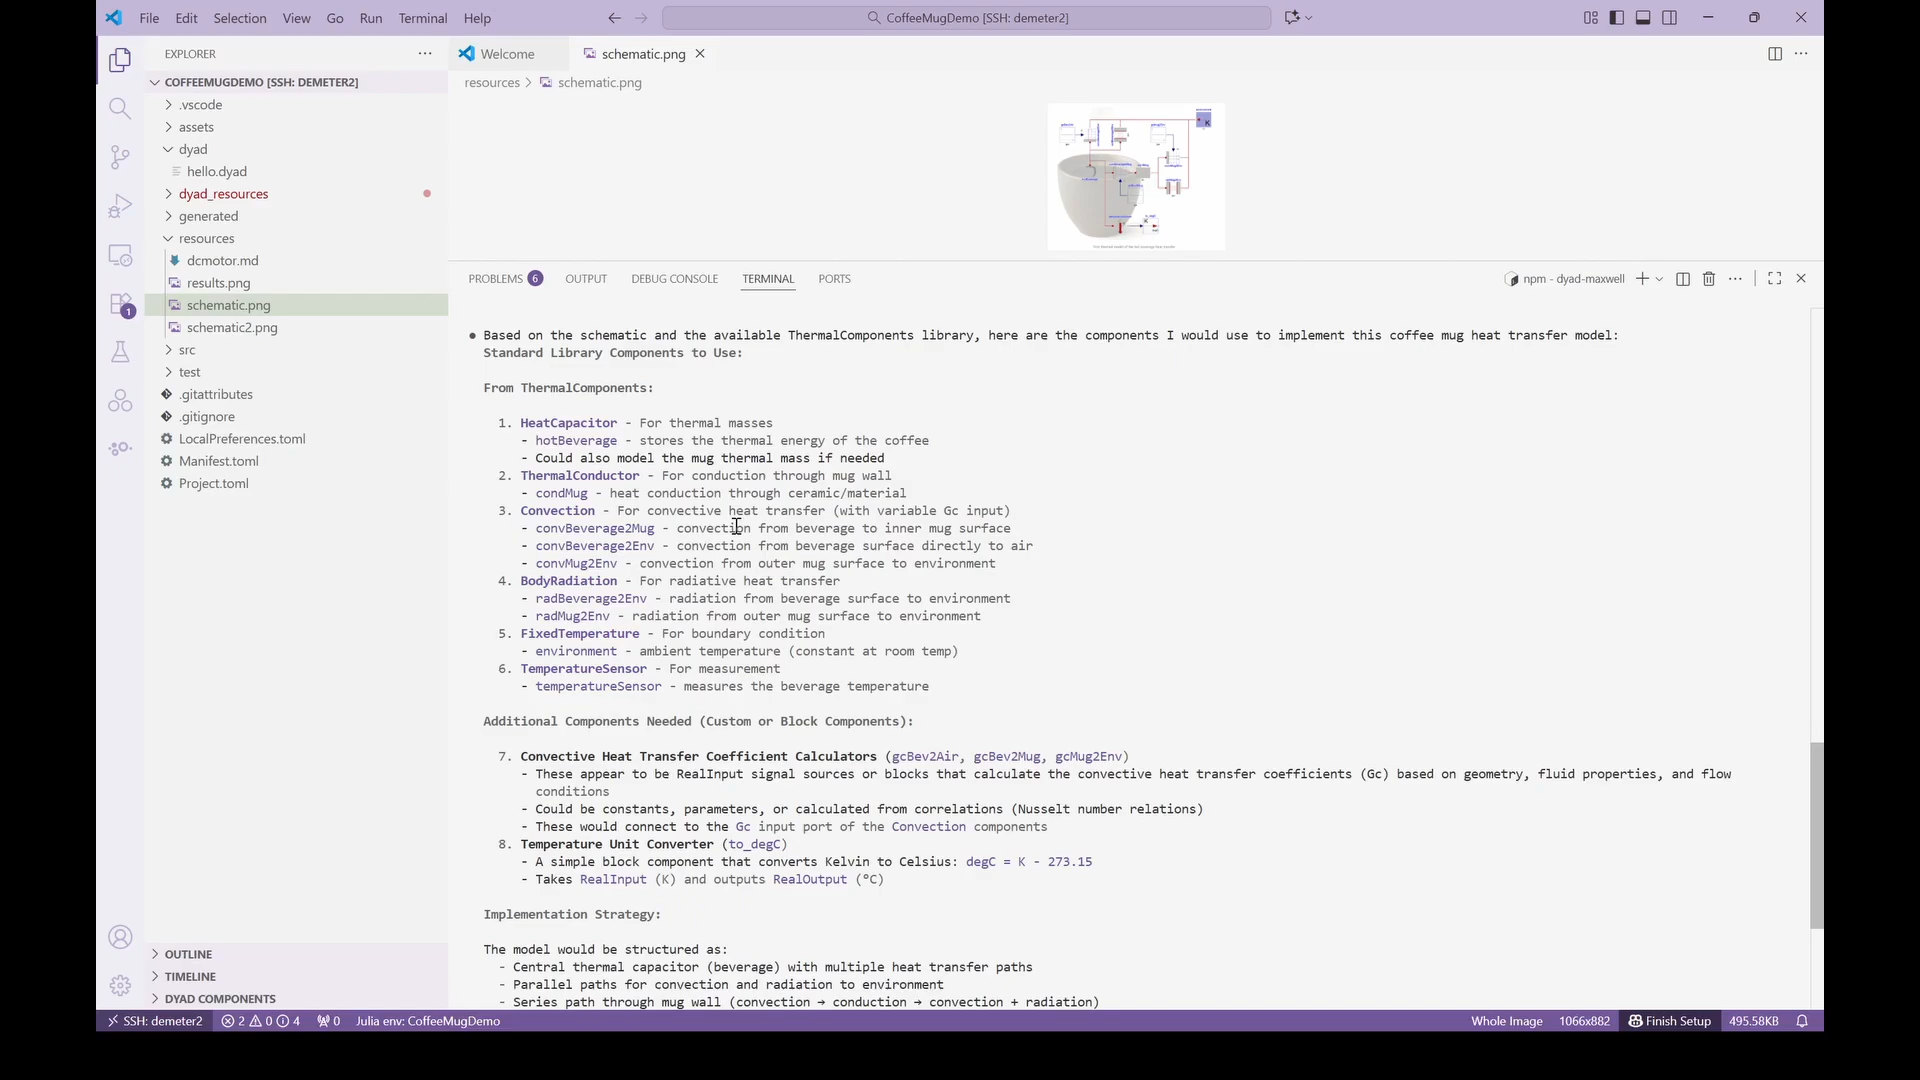 File Edit Selection View Go Run Terminal Help
CoffeeMugDemo [SSH: demeter2]
EXPLORER
COFFEEMUGDEMO [SSH: DEMETER2]
.vscode
assets
dyad
hello.dyad
dyad_resources
generated
resources
dcmotor.md
results.png
schematic.png
schematic2.png
src
test
.gitattributes
.gitignore
LocalPreferences.toml
Manifest.toml
Project.toml
OUTLINE
TIMELINE
DYAD COMPONENTS
1
Welcome
schematic.png
resources > schematic.png
K
PROBLEMS 6 OUTPUT DEBUG CONSOLE TERMINAL PORTS
npm - dyad-maxwell
Based on the schematic and the available ThermalComponents library, here are the components I would use to implement this coffee mug heat transfer model:
Standard Library Components to Use:
From ThermalComponents:
1. HeatCapacitor - For thermal masses
- hotBeverage - stores the thermal energy of the coffee
- Could also model the mug thermal mass if needed
2. ThermalConductor - For conduction through mug wall
- condMug - heat conduction through ceramic/material
3. Convection - For convective heat transfer (with variable Gc input)
- convBeverage2Mug - convection from beverage to inner mug surface
- convBeverage2Env - convection from beverage surface directly to air
- convMug2Env - convection from outer mug surface to environment
4. BodyRadiation - For radiative heat transfer
- radBeverage2Env - radiation from beverage surface to environment
- radMug2Env - radiation from outer mug surface to environment
5. FixedTemperature - For boundary condition
- environment - ambient temperature (constant at room temp)
6. TemperatureSensor - For measurement
- temperatureSensor - measures the beverage temperature
Additional Components Needed (Custom or Block Components):
7. Convective Heat Transfer Coefficient Calculators (gcBev2Air, gcBev2Mug, gcMug2Env)
- These appear to be RealInput signal sources or blocks that calculate the convective heat transfer coefficients (Gc) based on geometry, fluid properties, and flow
conditions
- Could be constants, parameters, or calculated from correlations (Nusselt number relations)
- These would connect to the Gc input port of the Convection components
8. Temperature Unit Converter (to_degC)
- A simple block component that converts Kelvin to Celsius: degC = K - 273.15
- Takes RealInput (K) and outputs RealOutput (°C)
Implementation Strategy:
The model would be structured as:
- Central thermal capacitor (beverage) with multiple heat transfer paths
- Parallel paths for convection and radiation to environment
- Series path through mug wall (convection → conduction → convection + radiation)
SSH: demeter2 2 0 4 0 Julia env: CoffeeMugDemo
Whole Image 1066x882 Finish Setup 495.58KB